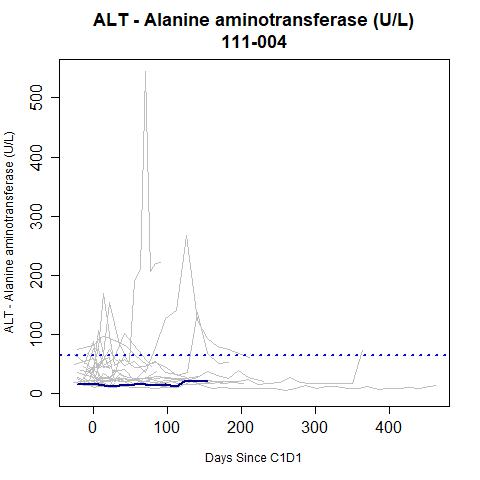 ALT - Alanine aminotransferase (U/L)
111-004
ALT - Alanine aminotransferase (U/L)
500
400
300
200
100
0
0 100 200 300 400
Days Since C1D1